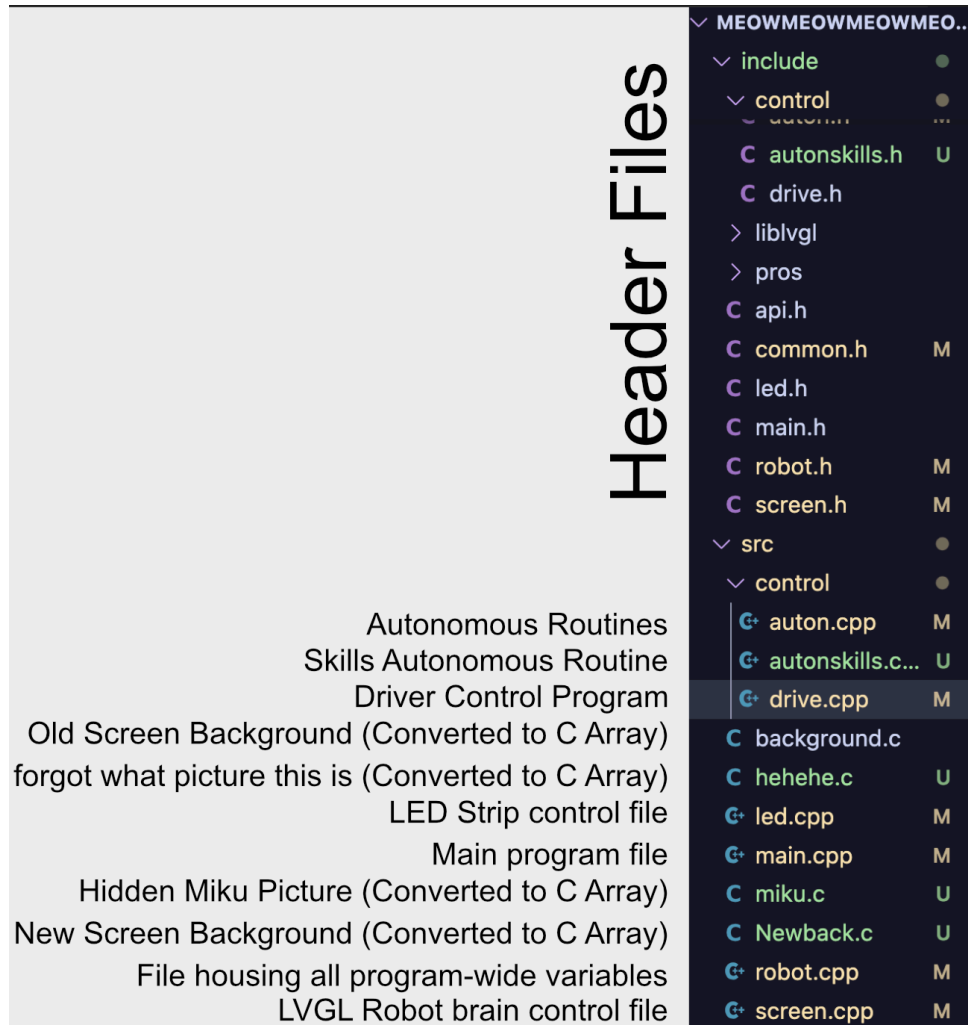 MEOWMEOWMEOWMEO..
include
control
auton.h M
autonskills.h U
drive.h
liblvgl
pros
api.h
common.h M
led.h
main.h
robot.h M
screen.h M
src
control
Header Files
Autonomous Routines auton.cpp M
Skills Autonomous Routine autonskills.c... U
Driver Control Program drive.cpp M
Old Screen Background (Converted to C Array) background.c
forgot what picture this is (Converted to C Array) hehehe.c U
LED Strip control file led.cpp M
Main program file main.cpp M
Hidden Miku Picture (Converted to C Array) miku.c U
New Screen Background (Converted to C Array) Newback.c U
File housing all program-wide variables robot.cpp M
LVGL Robot brain control file screen.cpp M